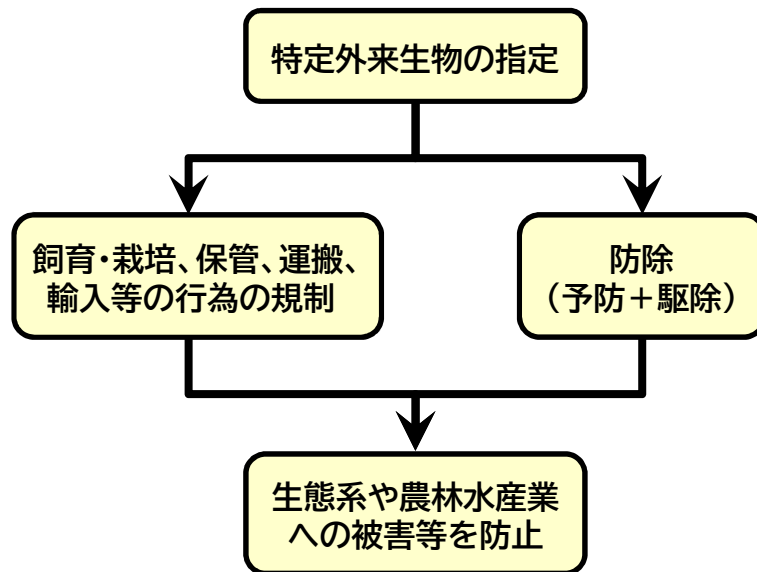 特定外来生物の指定
飼育・栽培、保管、運搬、
輸入等の行為の規制
防除
（予防＋駆除）
生態系や農林水産業
への被害等を防止